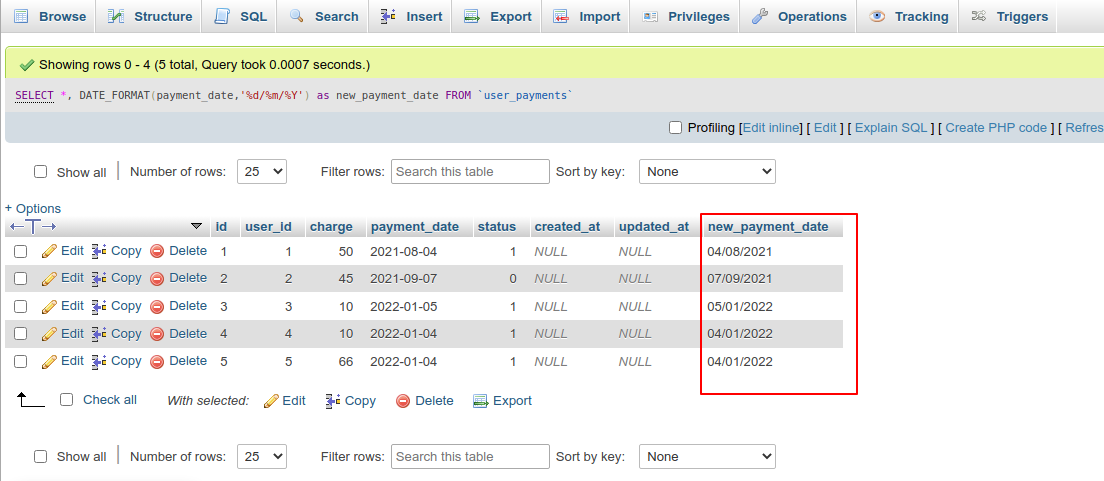 Browse Structure SQL Search Insert Export Import Privileges Operations Tracking Triggers
Showing rows 0 - 4 (5 total, Query took 0.0007 seconds.)
SELECT *, DATE_FORMAT(payment_date,'%d/%m/%Y') as new_payment_date FROM `user_payments`
Profiling [Edit inline] [ Edit ] [ Explain SQL ] [ Create PHP code ] [ Refres
Show all Number of rows: 25 Filter rows: Search this table Sort by key: None
+ Options
id user_id charge payment_date status created_at updated_at new_payment_date
Edit Copy Delete 1 1 50 2021-08-04 1 NULL NULL 04/08/2021
Edit Copy Delete 2 2 45 2021-09-07 0 NULL NULL 07/09/2021
Edit Copy Delete 3 3 10 2022-01-05 1 NULL NULL 05/01/2022
Edit Copy Delete 4 4 10 2022-01-04 1 NULL NULL 04/01/2022
Edit Copy Delete 5 5 66 2022-01-04 1 NULL NULL 04/01/2022
Check all With selected: Edit Copy Delete Export
Show all Number of rows: 25 Filter rows: Search this table Sort by key: None